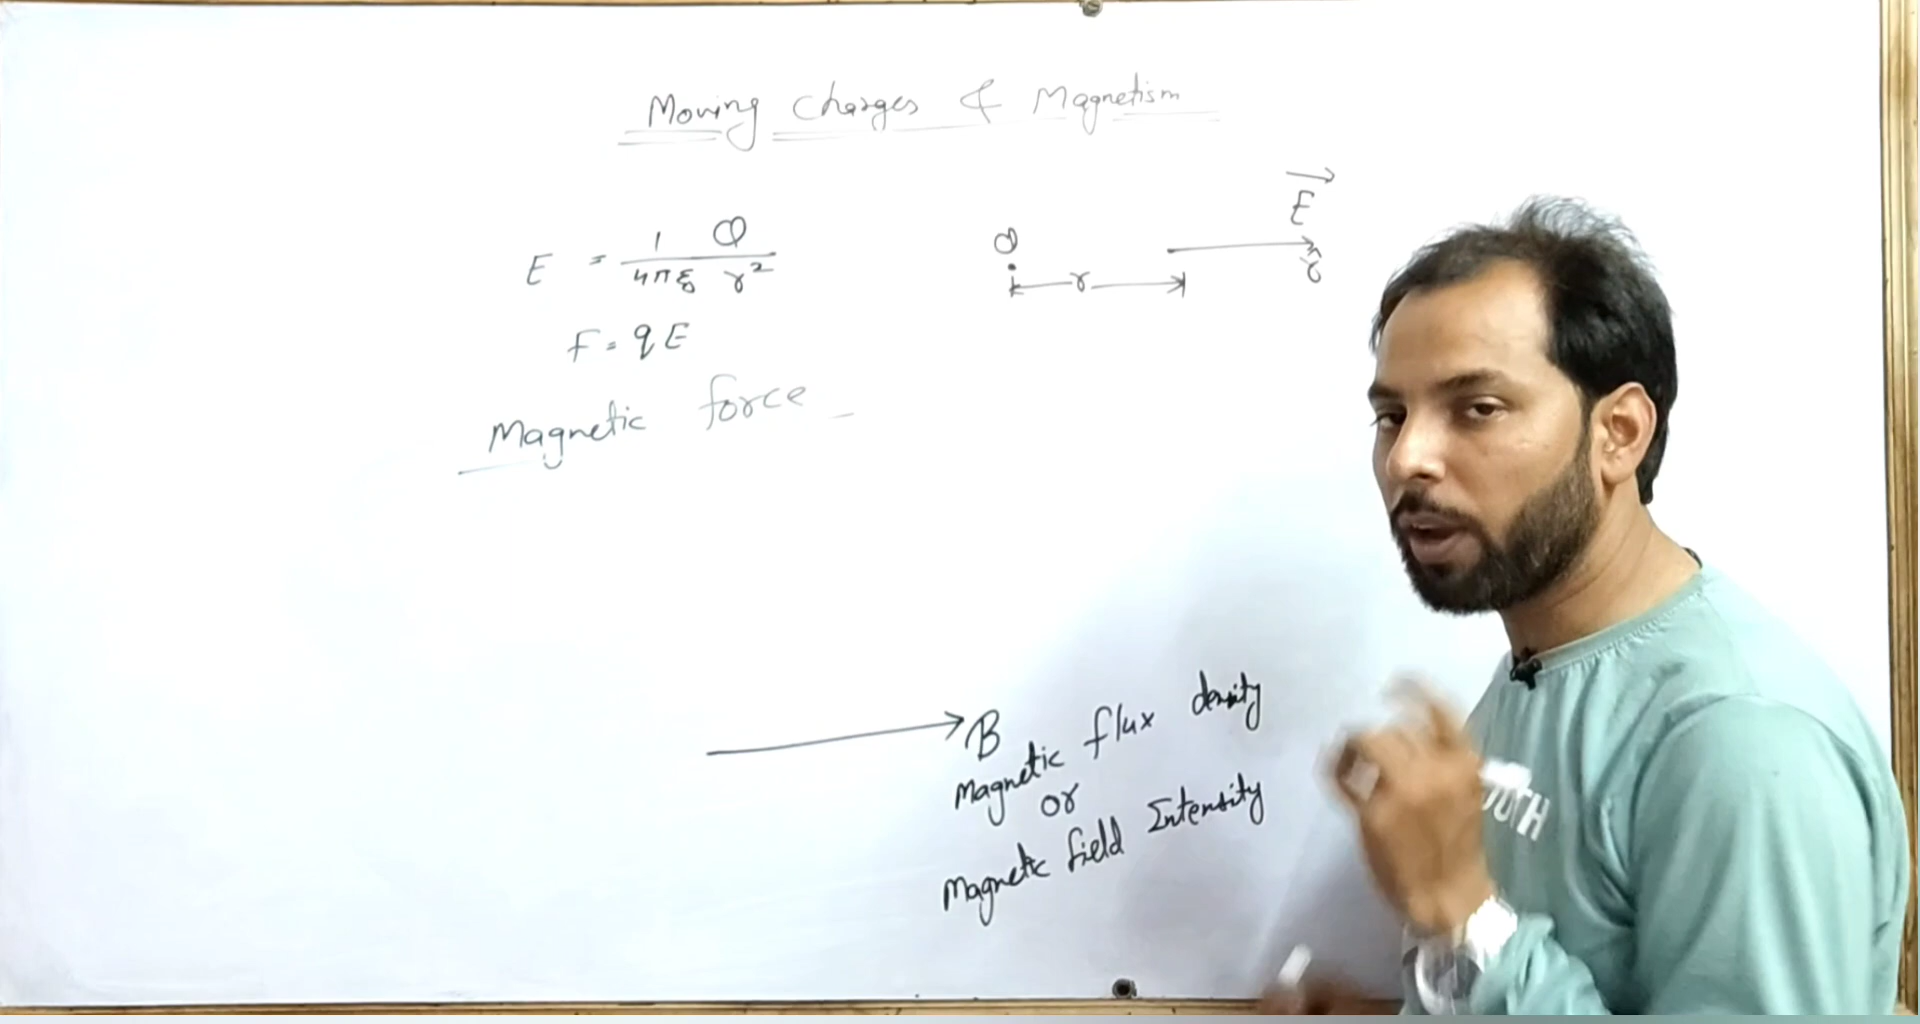 Moving Charges & Magnetism
E = 1/4πε₀ Q/r²
F = qE
Q
r
E⃗
r̂
Magnetic force
B
Magnetic flux density
or
Magnetic field Intensity